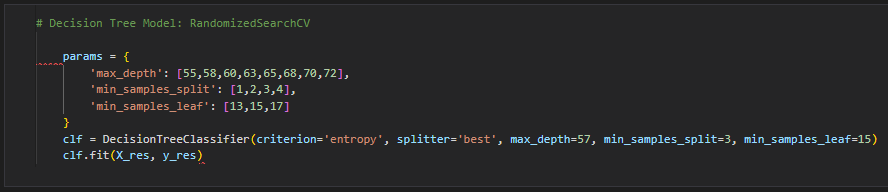 # Decision Tree Model: RandomizedSearchCV
params = {
'max_depth': [55,58,60,63,65,68,70,72],
'min_samples_split': [1,2,3,4],
'min_samples_leaf': [13,15,17]
}
clf = DecisionTreeClassifier(criterion='entropy', splitter='best', max_depth=57, min_samples_split=3, min_samples_leaf=15)
clf.fit(X_res, y_res)